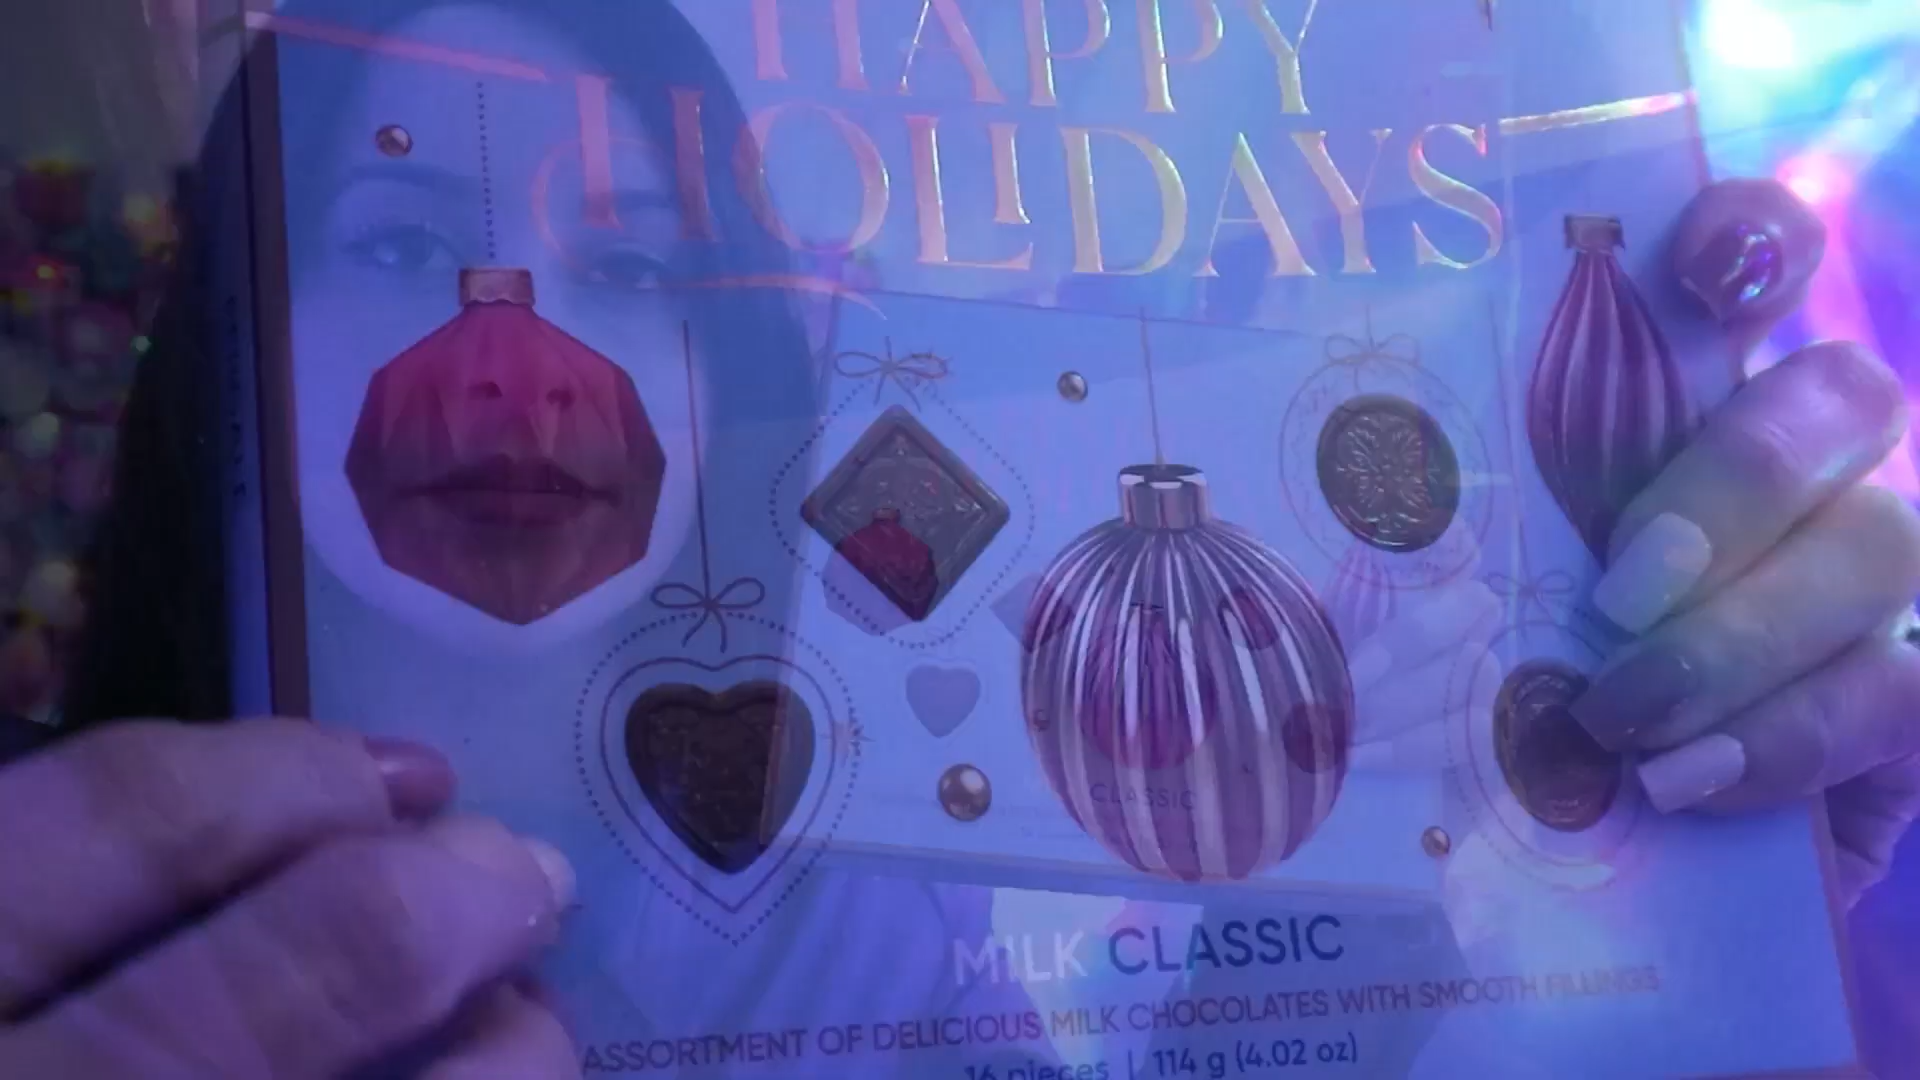 HAPPY
HOLIDAYS
CLASSIC
MILK CLASSIC
ASSORTMENT OF DELICIOUS MILK CHOCOLATES WITH SMOOTH FILLINGS
16 pieces | 114 g (4.02 oz)